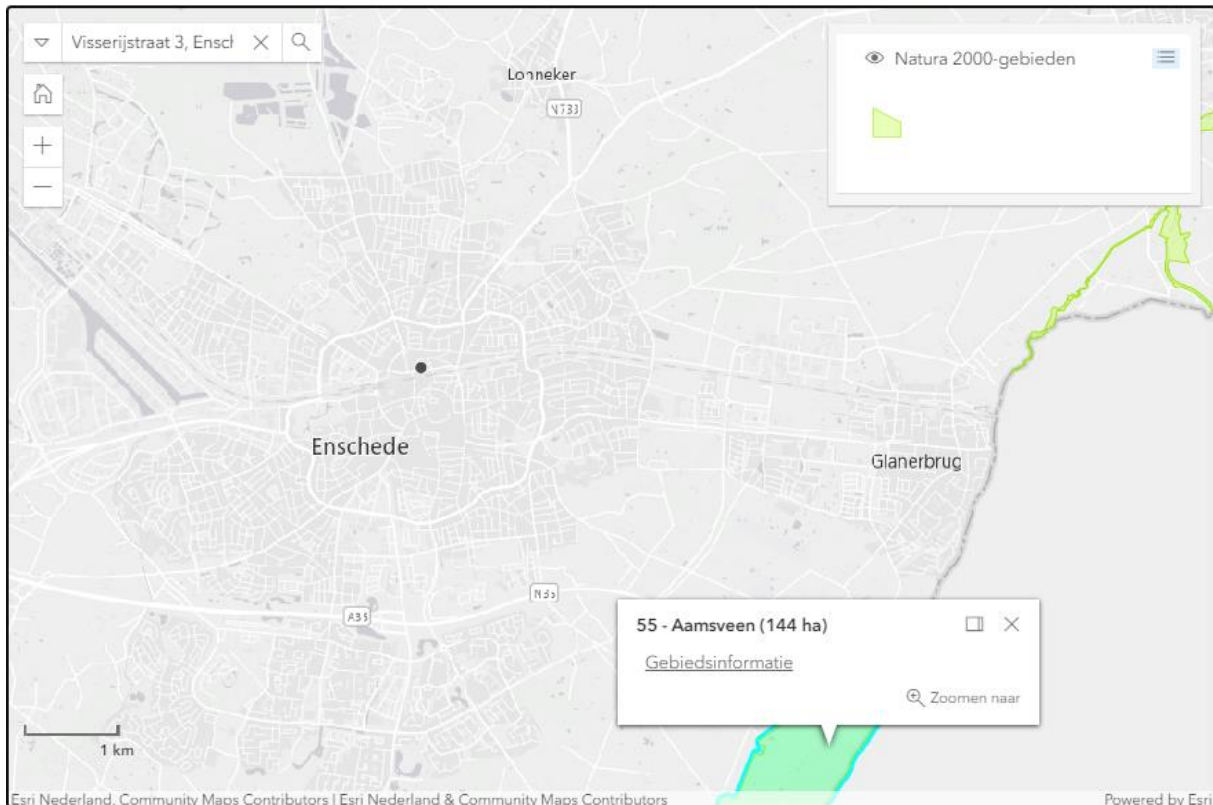 Visserijstraat 3, Ensch
Natura 2000-gebieden
Lonneker
N733
Enschede
Glanerbrug
N35
A35
55 - Aamsveen (144 ha)
Gebiedsinformatie
Zoomen naar
1 km
Esri Nederland, Community Maps Contributors | Esri Nederland & Community Maps Contributors
Powered by Esri